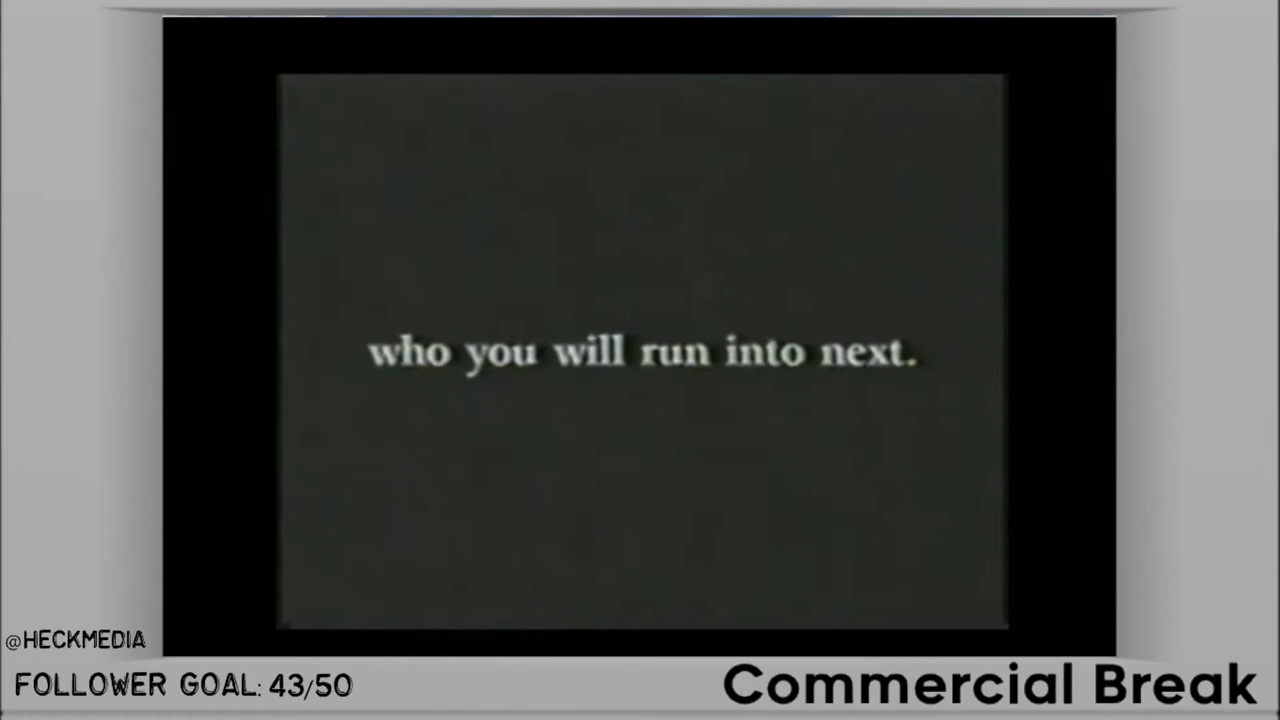 who you will run into next.
@HECKMEDIA
FOLLOWER GOAL: 43/50
Commercial Break